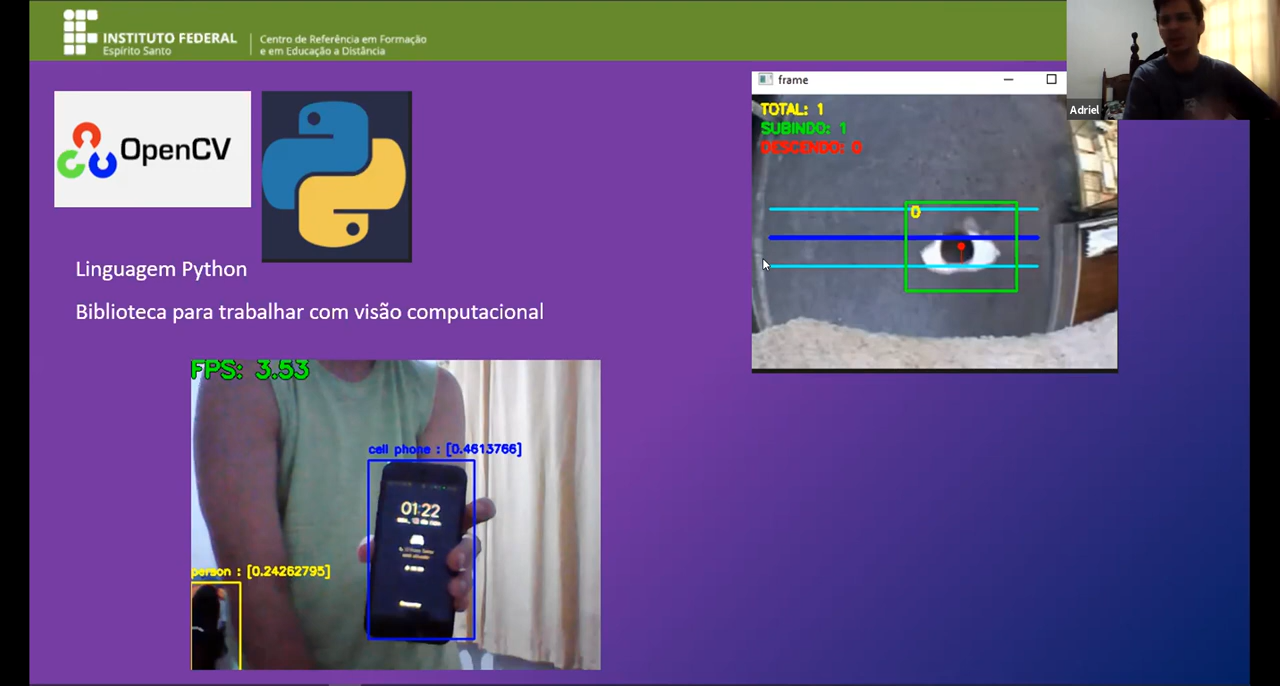 INSTITUTO FEDERAL
Espírito Santo
Centro de Referência em Formação
e em Educação a Distância
Adriel
OpenCV
frame
TOTAL: 1
SUBINDO: 1
DESCENDO: 0
0
Linguagem Python
Biblioteca para trabalhar com visão computacional
FPS: 3.53
cell phone : [0.4613766]
01:22
person : [0.24262795]